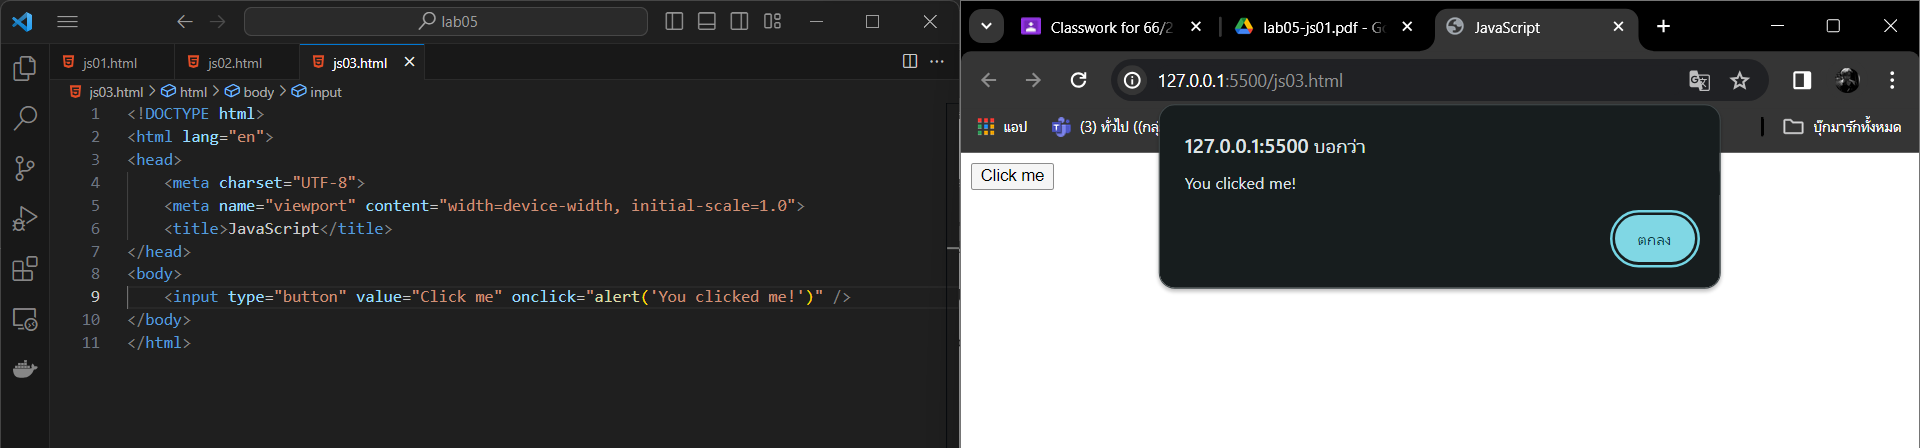 lab05
js01.html
js02.html
js03.html
js03.html > html > body > input
1 <!DOCTYPE html>
2 <html lang="en">
3 <head>
4     <meta charset="UTF-8">
5     <meta name="viewport" content="width=device-width, initial-scale=1.0">
6     <title>JavaScript</title>
7 </head>
8 <body>
9     <input type="button" value="Click me" onclick="alert('You clicked me!')" />
10 </body>
11 </html>
Classwork for 66/2
lab05-js01.pdf - Go
JavaScript
127.0.0.1:5500/js03.html
แอป
(3) ทั่วไป ((กลุ่
บุ๊กมาร์กทั้งหมด
Click me
127.0.0.1:5500 บอกว่า
You clicked me!
ตกลง